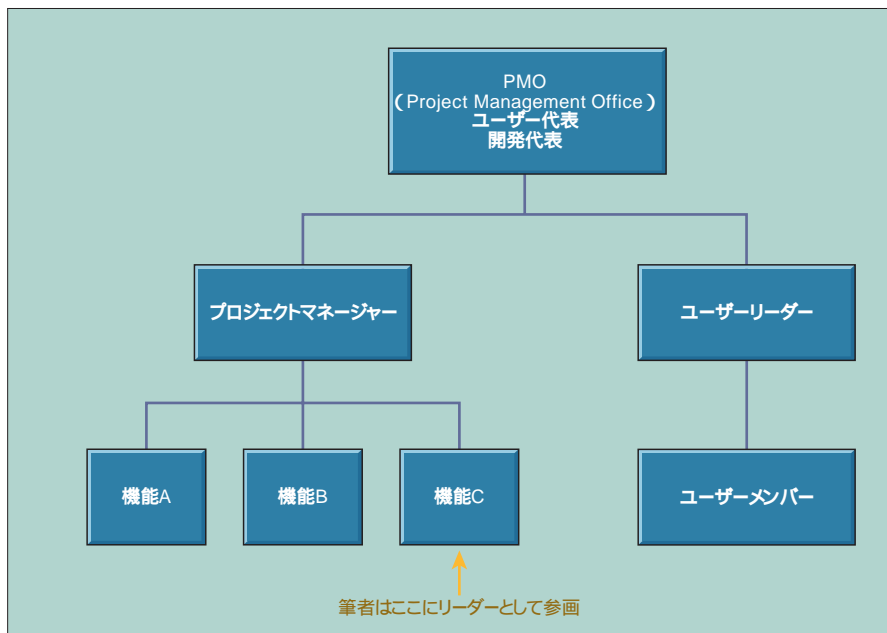 PMO
（Project Management Office）
ユーザー代表
開発代表
プロジェクトマネージャー
ユーザーリーダー
機能A
機能B
機能C
ユーザーメンバー
筆者はここにリーダーとして参画